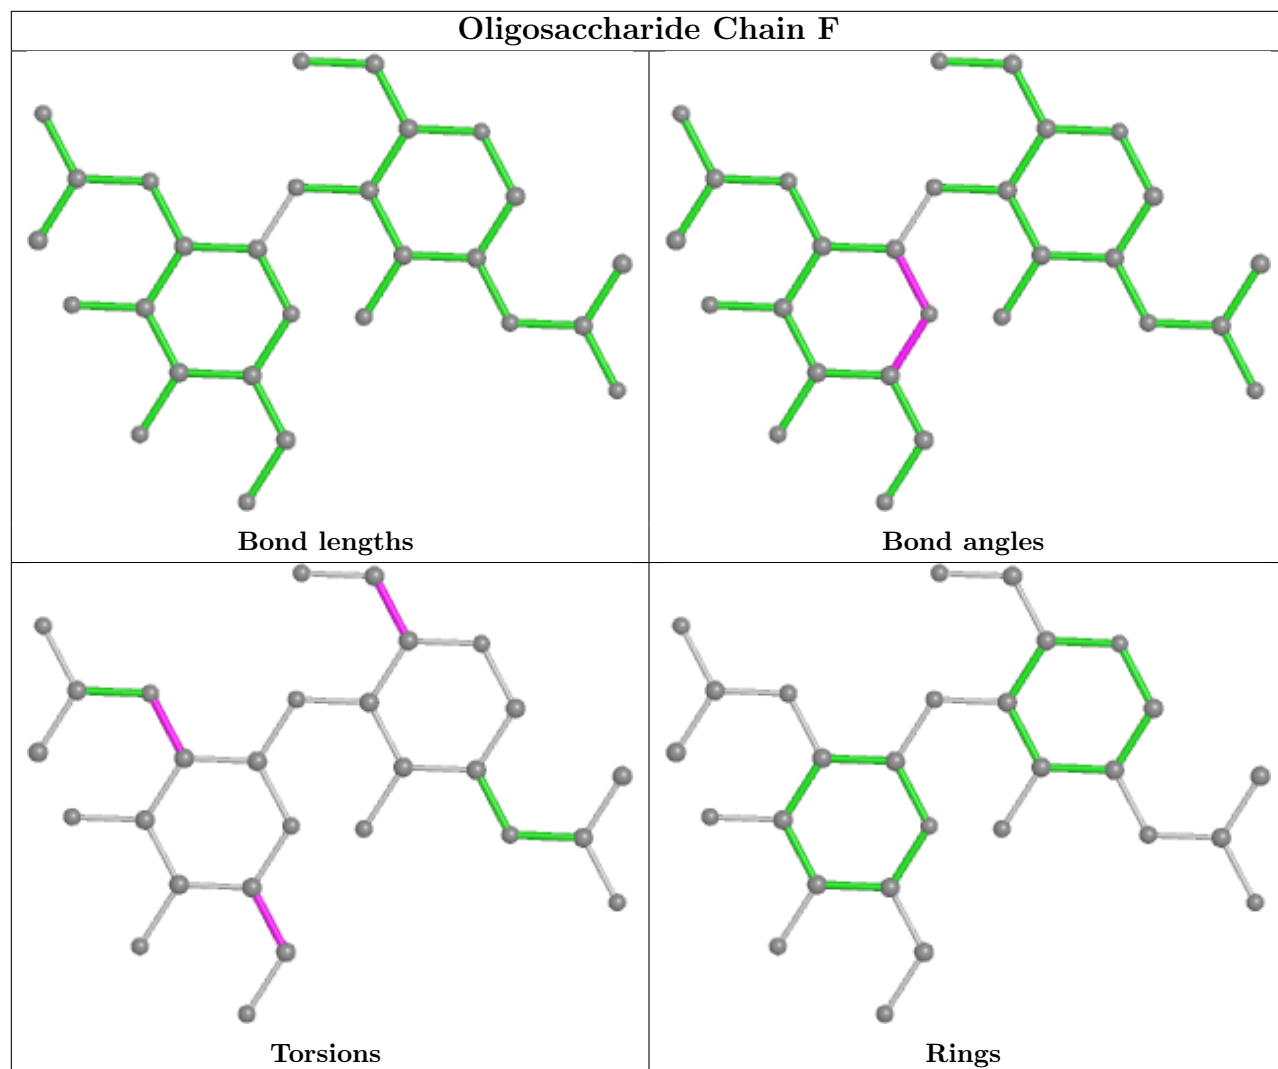 Oligosaccharide Chain F
Bond lengths
Bond angles
Torsions
Rings